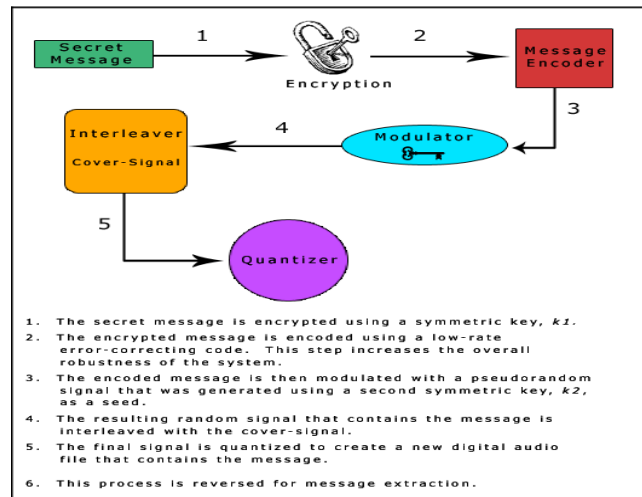 1
2
Secret
Message
Encryption
Message
Encoder
3
Interleaver
Cover-Signal
4
Modulator
5
Quantizer
1. The secret message is encrypted using a symmetric key, k1.
2. The encrypted message is encoded using a low-rate
error-correcting code. This step increases the overall
robustness of the system.
3. The encoded message is then modulated with a pseudorandom
signal that was generated using a second symmetric key, k2,
as a seed.
4. The resulting random signal that contains the message is
interleaved with the cover-signal.
5. The final signal is quantized to create a new digital audio
file that contains the message.
6. This process is reversed for message extraction.